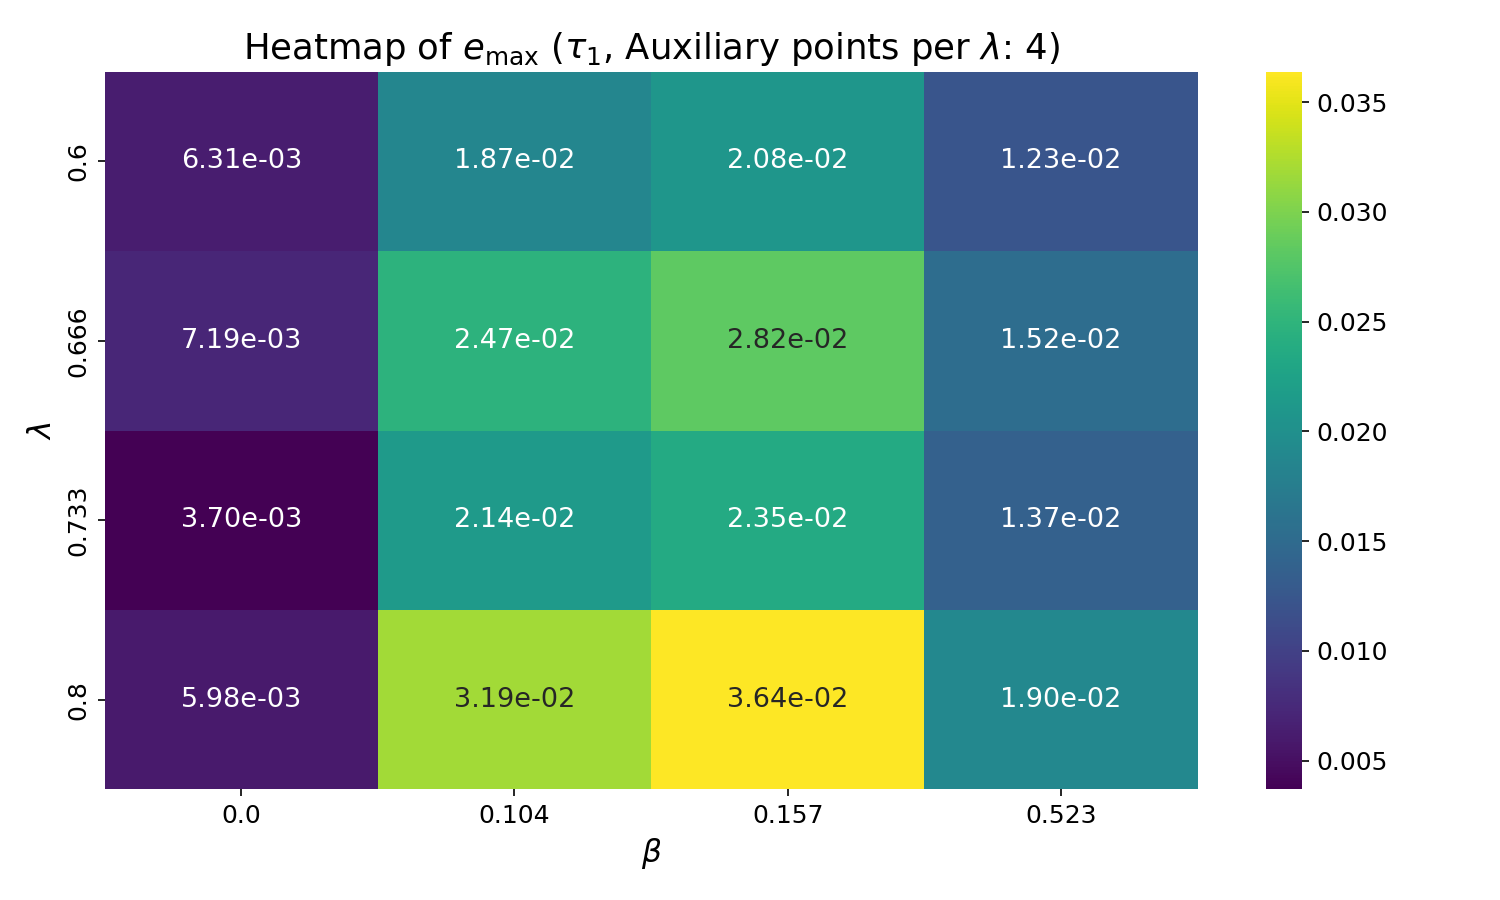 Heatmap of e_max (τ₁, Auxiliary points per λ: 4)
λ
0.6
6.31e-03 1.87e-02 2.08e-02 1.23e-02
0.666
7.19e-03 2.47e-02 2.82e-02 1.52e-02
0.733
3.70e-03 2.14e-02 2.35e-02 1.37e-02
0.8
5.98e-03 3.19e-02 3.64e-02 1.90e-02
0.0 0.104 0.157 0.523
β
0.035
0.030
0.025
0.020
0.015
0.010
0.005